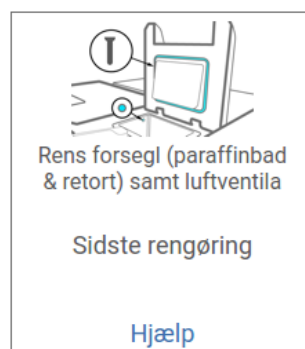 Rens forsegl (paraffinbad
& retort) samt luftventila
Sidste rengøring
Hjælp